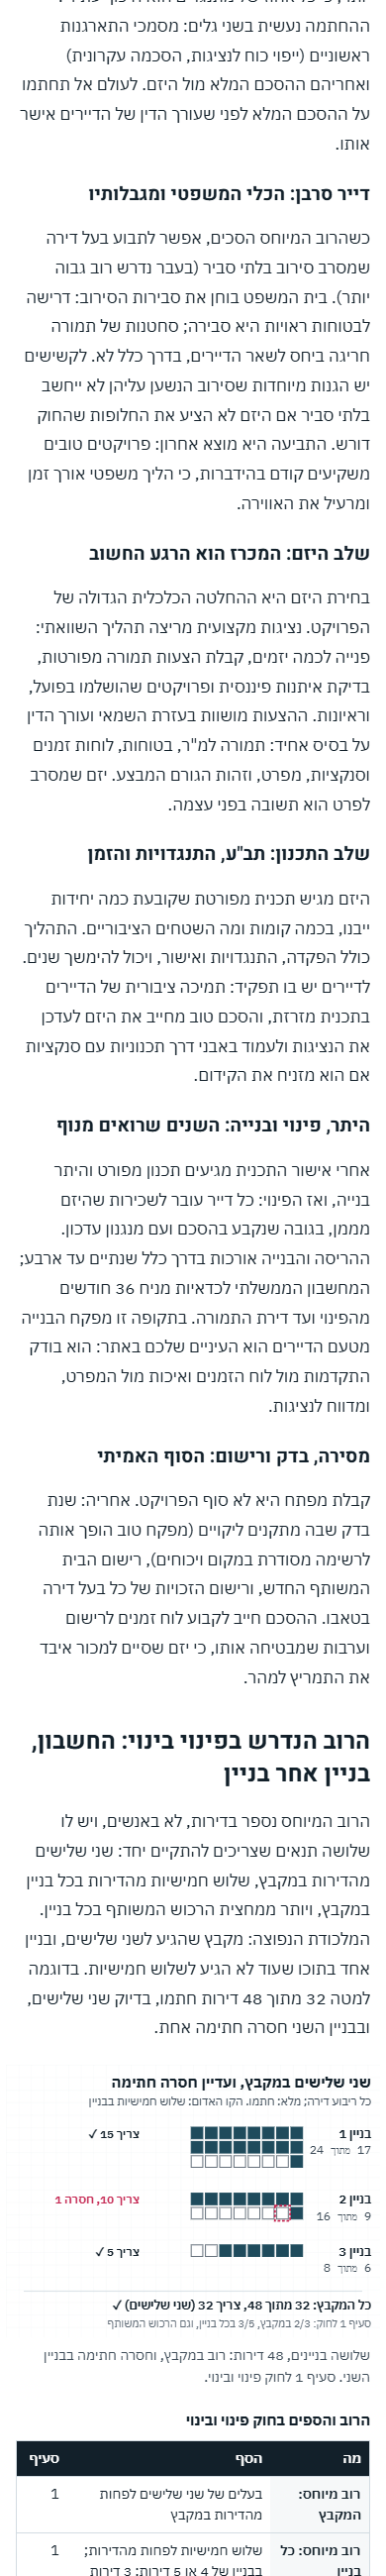 ההחתמה נעשית בשני גלים: מסמכי התארגנות
ראשוניים (ייפוי כוח לנציגות, הסכמה עקרונית)
ואחריהם ההסכם המלא מול היזם. לעולם אל תחתמו
על ההסכם המלא לפני שעורך הדין של הדיירים אישר
אותו.
דייר סרבן: הכלי המשפטי ומגבלותיו
כשהרוב המיוחס הסכים, אפשר לתבוע בעל דירה
שמסרב סירוב בלתי סביר (בעבר נדרש רוב גבוה
יותר). בית המשפט בוחן את סבירות הסירוב: דרישה
לבטוחות ראויות היא סבירה; סחטנות של תמורה
חריגה ביחס לשאר הדיירים, בדרך כלל לא. לקשישים
יש הגנות מיוחדות שסירוב הנשען עליהן לא ייחשב
בלתי סביר אם היזם לא הציע את החלופות שהחוק
דורש. התביעה היא מוצא אחרון: פרויקטים טובים
משקיעים קודם בהידברות, כי הליך משפטי אורך זמן
ומרעיל את האווירה.
שלב היזם: המכרז הוא הרגע החשוב
בחירת היזם היא ההחלטה הכלכלית הגדולה של
הפרויקט. נציגות מקצועית מריצה תהליך השוואתי:
פנייה לכמה יזמים, קבלת הצעות תמורה מפורטות,
בדיקת איתנות פיננסית ופרויקטים שהושלמו בפועל,
וראיונות. ההצעות מושוות בעזרת השמאי ועורך הדין
על בסיס אחיד: תמורה למ"ר, בטוחות, לוחות זמנים
וסנקציות, מפרט, וזהות הגורם המבצע. יזם שמסרב
לפרט הוא תשובה בפני עצמה.
שלב התכנון: תב"ע, התנגדויות והזמן
היזם מגיש תכנית מפורטת שקובעת כמה יחידות
ייבנו, בכמה קומות ומה השטחים הציבוריים. התהליך
כולל הפקדה, התנגדויות ואישור, ויכול להימשך שנים.
לדיירים יש בו תפקיד: תמיכה ציבורית של הדיירים
בתכנית מזרזת, והסכם טוב מחייב את היזם לעדכן
את הנציגות ולעמוד באבני דרך תכנוניות עם סנקציות
אם הוא מזניח את הקידום.
היתר, פינוי ובנייה: השנים שרואים מנוף
אחרי אישור התכנית מגיעים תכנון מפורט והיתר
בנייה, ואז הפינוי: כל דייר עובר לשכירות שהיזם
מממן, בגובה שנקבע בהסכם ועם מנגנון עדכון.
ההריסה והבנייה אורכות בדרך כלל שנתיים עד ארבע;
המחשבון הממשלתי לכדאיות מניח 36 חודשים
מהפינוי ועד דירת התמורה. בתקופה זו מפקח הבנייה
מטעם הדיירים הוא העיניים שלכם באתר: הוא בודק
התקדמות מול לוח הזמנים ואיכות מול המפרט,
ומדווח לנציגות.
מסירה, בדק ורישום: הסוף האמיתי
קבלת מפתח היא לא סוף הפרויקט. אחריה: שנת
בדק שבה מתקנים ליקויים (מפקח טוב הופך אותה
לרשימה מסודרת במקום ויכוחים), רישום הבית
המשותף החדש, ורישום הזכויות של כל בעל דירה
בטאבו. ההסכם חייב לקבוע לוח זמנים לרישום
וערבות שמבטיחה אותו, כי יזם שסיים למכור איבד
את התמריץ למהר.
הרוב הנדרש בפינוי בינוי: החשבון,
בניין אחר בניין
הרוב המיוחס נספר בדירות, לא באנשים, ויש לו
שלושה תנאים שצריכים להתקיים יחד: שני שלישים
מהדירות במקבץ, שלוש חמישיות מהדירות בכל בניין
במקבץ, ויותר ממחצית הרכוש המשותף בכל בניין.
המלכודת הנפוצה: מקבץ שהגיע לשני שלישים, ובניין
אחד בתוכו שעוד לא הגיע לשלוש חמישיות. בדוגמה
למטה 32 מתוך 48 דירות חתמו, בדיוק שני שלישים,
ובבניין השני חסרה חתימה אחת.
שני שלישים במקבץ, ועדיין חסרה חתימה
כל ריבוע דירה; מלא: חתמו. הקו האדום: שלוש חמישיות בבניין
בניין 1
17 מתוך 24
צריך 15 ✓
בניין 2
9 מתוך 16
צריך 10, חסרה 1
בניין 3
6 מתוך 8
צריך 5 ✓
כל המקבץ: 32 מתוך 48, צריך 32 (שני שלישים) ✓
סעיף 1 לחוק: 2/3 במקבץ, 3/5 בכל בניין, וגם הרכוש המשותף
שלושה בניינים, 48 דירות: רוב במקבץ, וחסרה חתימה בבניין
השני. סעיף 1 לחוק פינוי ובינוי.
הרוב והספים בחוק פינוי ובינוי
מה הסף סעיף
רוב מיוחס: המקבץ
בעלים של שני שלישים לפחות מהדירות במקבץ
1
רוב מיוחס: כל בניין
שלוש חמישיות לפחות מהדירות; בבניין של 4 או 5 דירות: 3 דירות
1